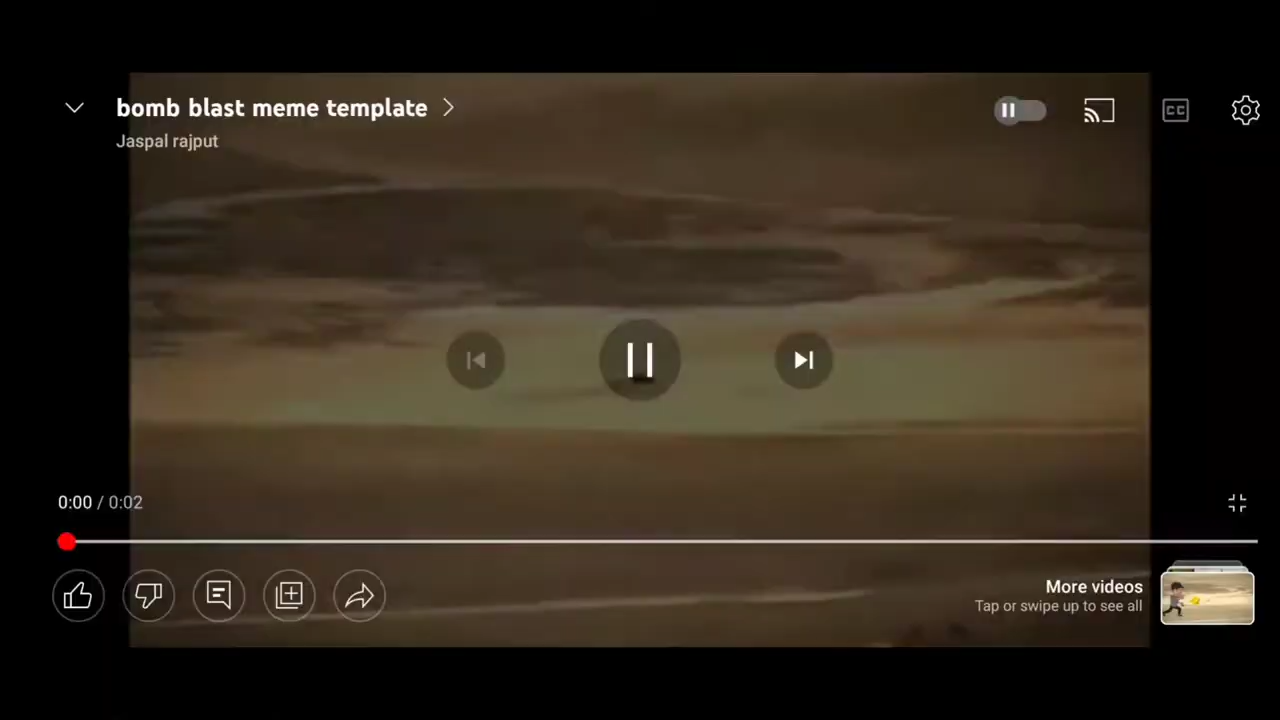 bomb blast meme template
Jaspal rajput
CC
0:00 / 0:02
More videos
Tap or swipe up to see all